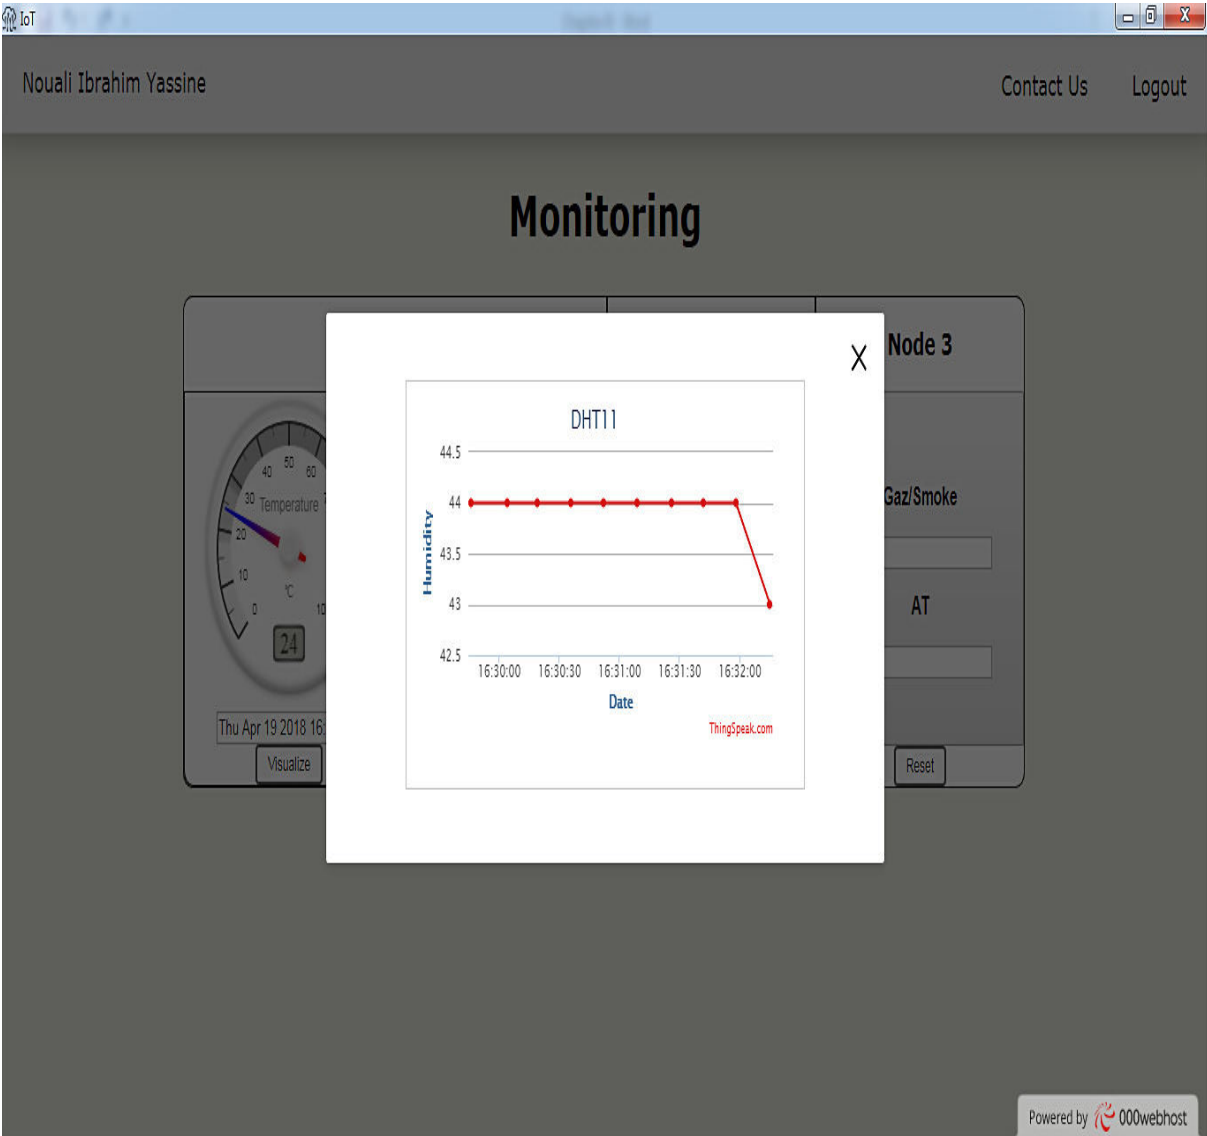 IoT
Nouali Ibrahim Yassine
Contact Us
Logout
Monitoring
Node 3
X
DHT11
44.5
44
43.5
43
42.5
Humidity
16:30:00 16:30:30 16:31:00 16:31:30 16:32:00
Date
ThingSpeak.com
50
40 60
30 Temperature
20
10
°C
0 10
24
Thu Apr 19 2018 16:
Visualize
Gaz/Smoke
AT
Reset
Powered by 000webhost